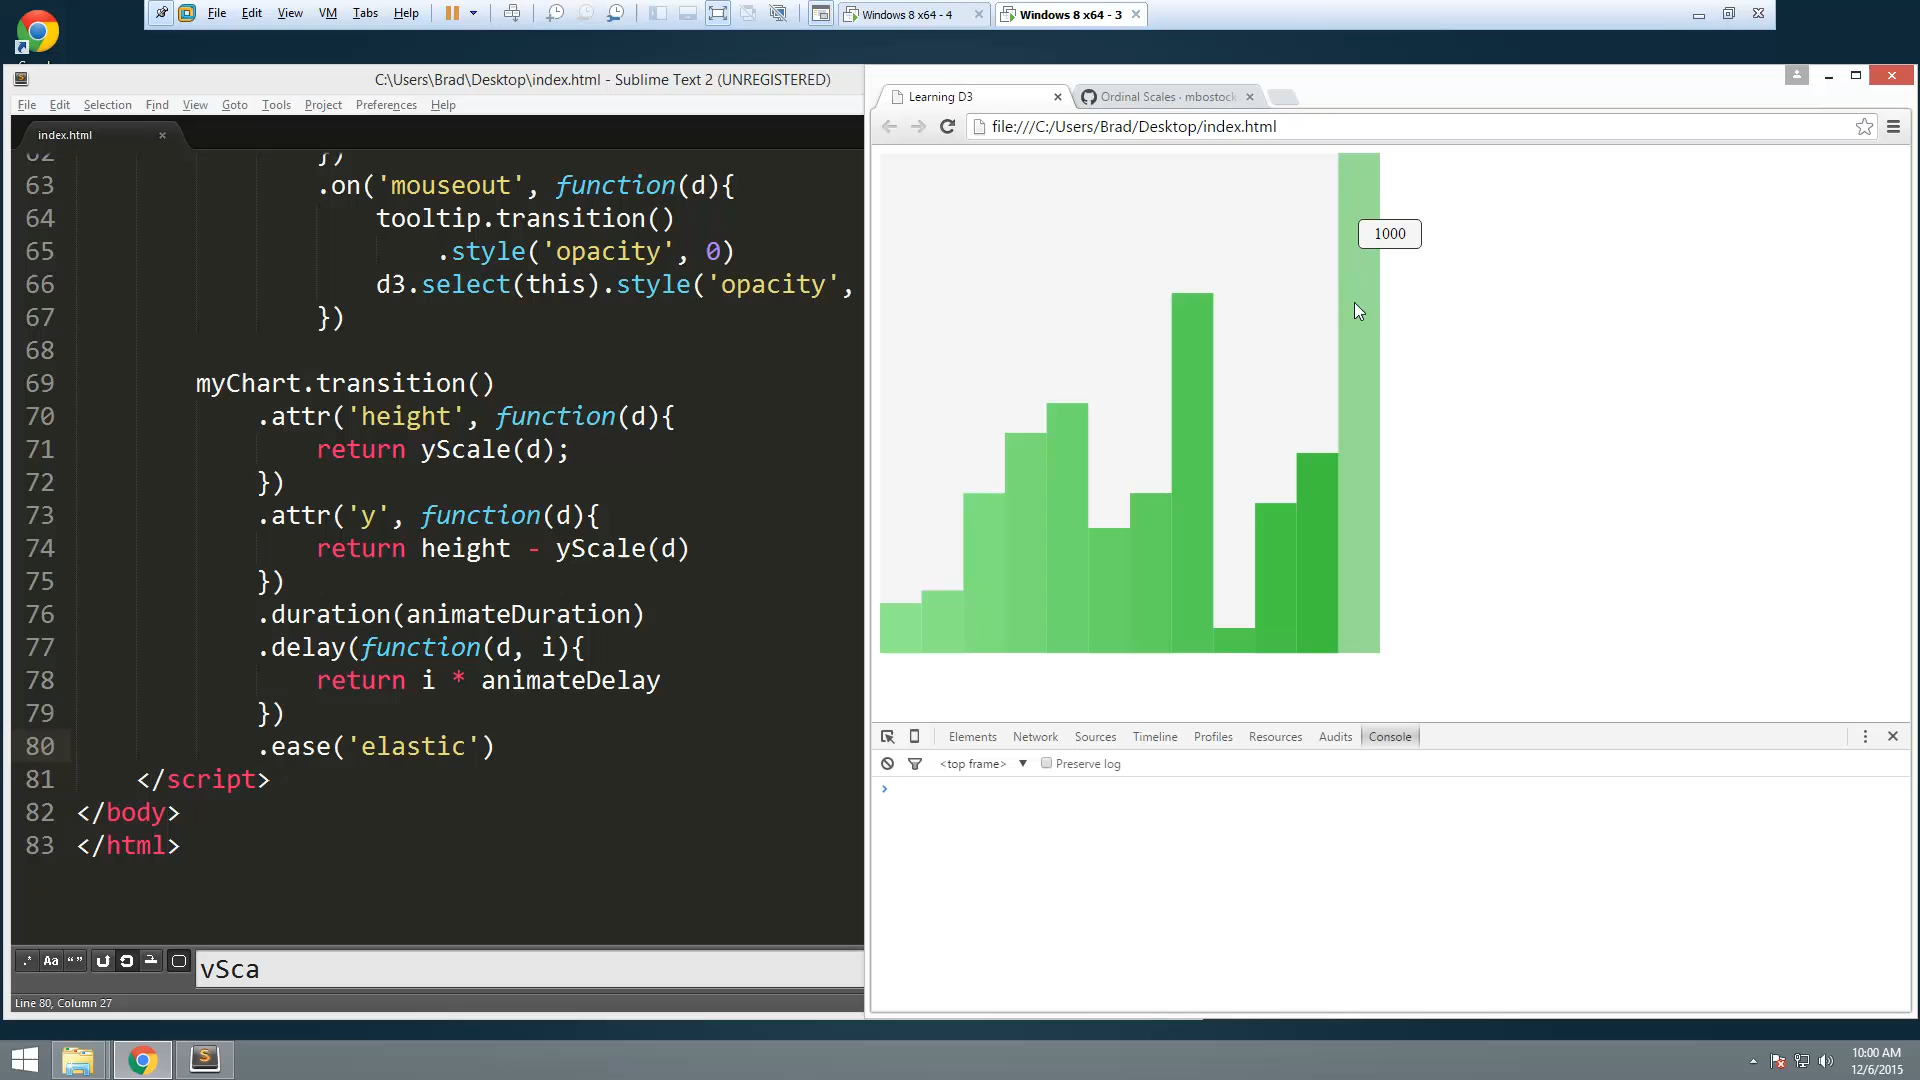 File Edit View VM Tabs Help
Windows 8 x64 - 4
Windows 8 x64 - 3
C:\Users\Brad\Desktop\index.html - Sublime Text 2 (UNREGISTERED)
File Edit Selection Find View Goto Tools Project Preferences Help
index.html
62 })
63 .on('mouseout', function(d){
64 tooltip.transition()
65 .style('opacity', 0)
66 d3.select(this).style('opacity',
67 })
68
69 myChart.transition()
70 .attr('height', function(d){
71 return yScale(d);
72 })
73 .attr('y', function(d){
74 return height - yScale(d)
75 })
76 .duration(animateDuration)
77 .delay(function(d, i){
78 return i * animateDelay
79 })
80 .ease('elastic')
81 </script>
82 </body>
83 </html>
.* Aa “”
vSca
Line 80, Column 27
Learning D3
Ordinal Scales · mbostock
file:///C:/Users/Brad/Desktop/index.html
1000
Elements Network Sources Timeline Profiles Resources Audits Console
<top frame> ▼ Preserve log
>
10:00 AM
12/6/2015